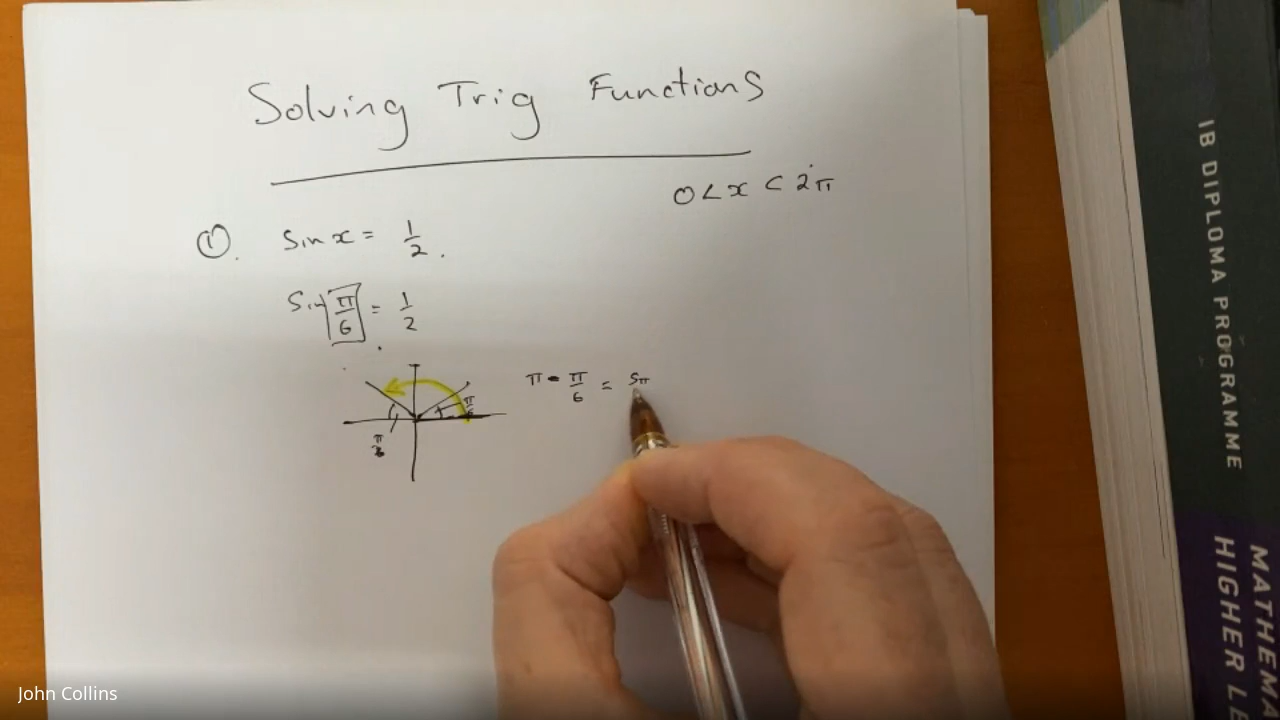 Solving Trig Functions
0 < x < 2π
① . sin x = 1/2 .
sin π/6 = 1/2
π - π/6 = 5π
π/6
π
IB DIPLOMA PROGRAMME
MATHEMA
HIGHER LE
John Collins